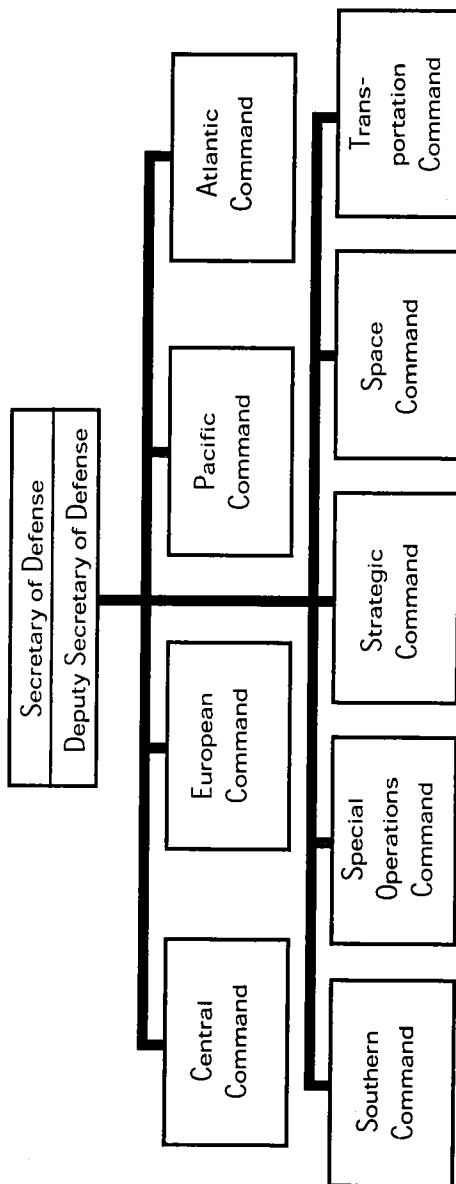 Secretary of Defense
Deputy Secretary of Defense
Central
Command
European
Command
Pacific
Command
Atlantic
Command
Southern
Command
Special
Operations
Command
Strategic
Command
Space
Command
Trans-
portation
Command